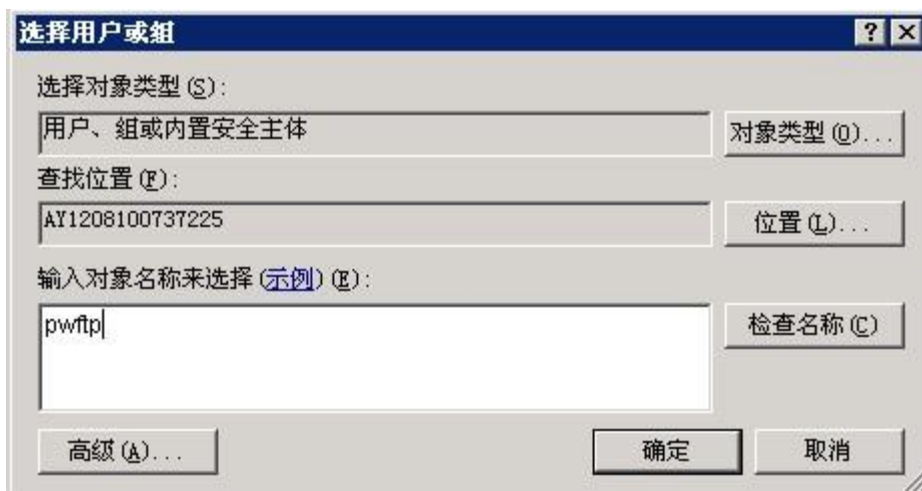 选择用户或组
选择对象类型(S):
用户、组或内置安全主体
对象类型(O)...
查找位置(F):
AY1208100737225
位置(L)...
输入对象名称来选择(示例)(E):
pwftp
检查名称(C)
高级(A)...
确定
取消